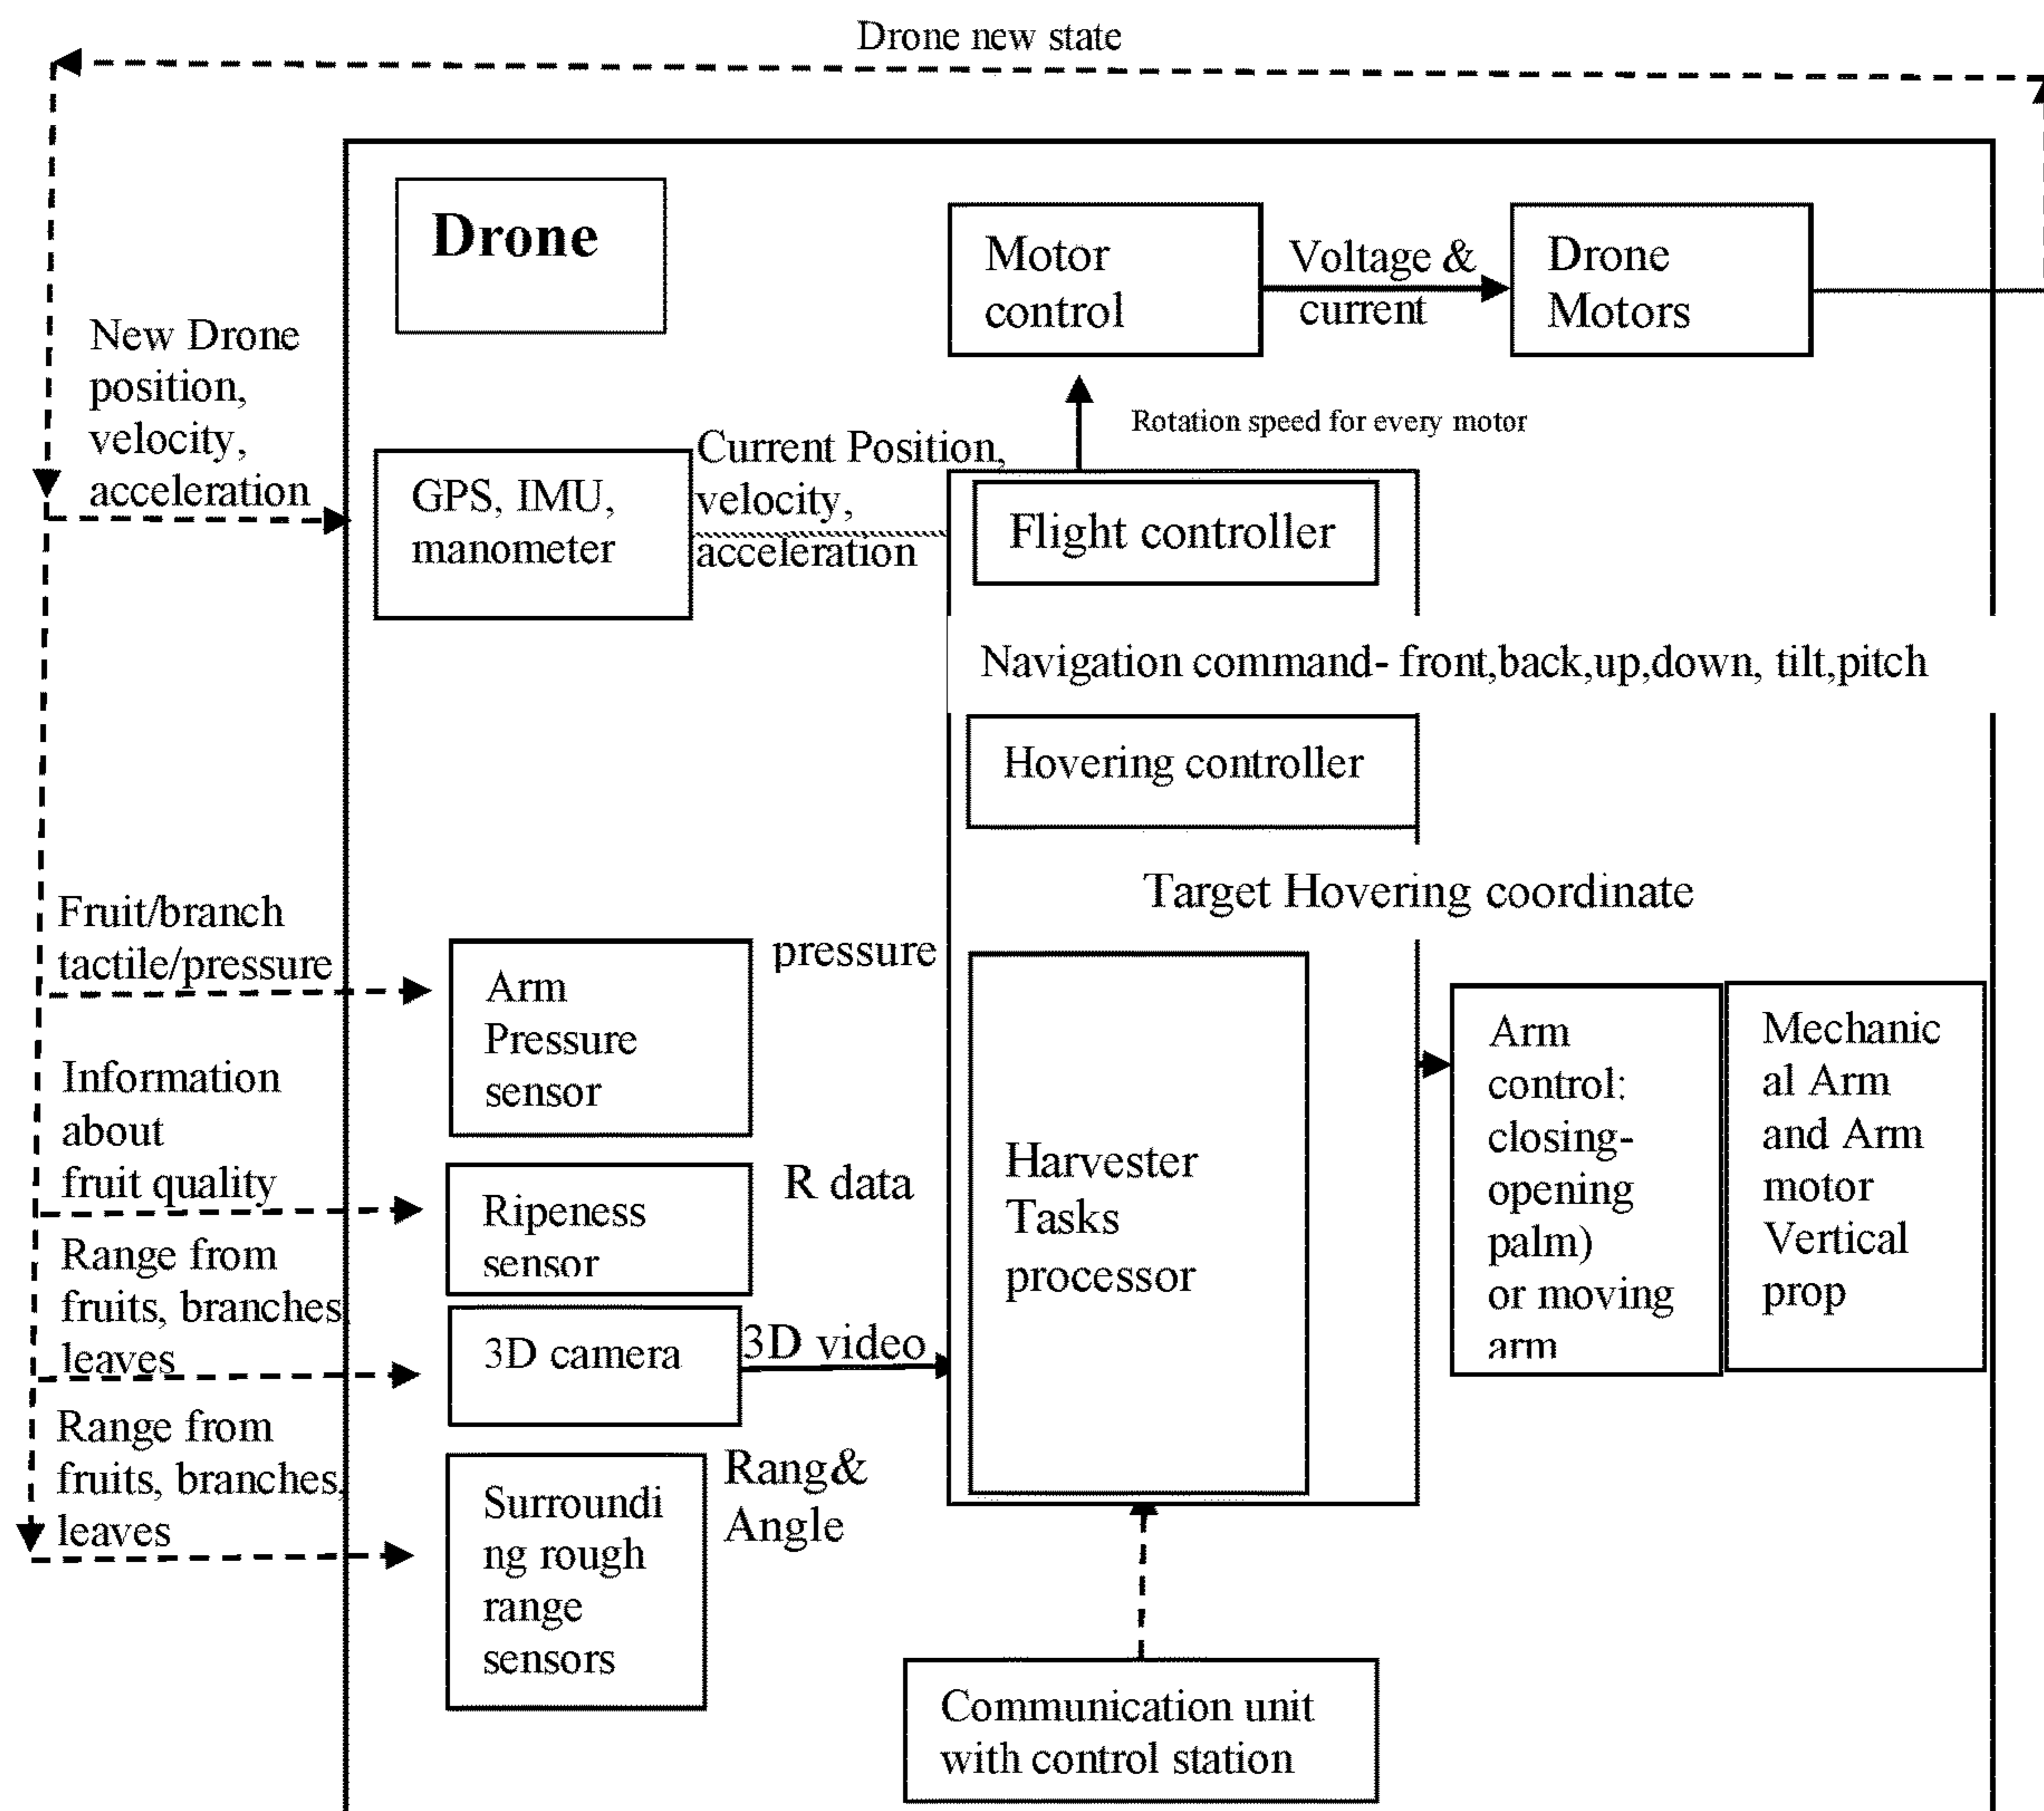 Drone new state
Drone
Motor
control
Voltage &
current
Drone
Motors
New Drone
position,
velocity,
acceleration
Rotation speed for every motor
GPS, IMU,
manometer
Current Position,
velocity,
acceleration
Flight controller
Navigation command- front,back,up,down, tilt,pitch
Hovering controller
Target Hovering coordinate
Fruit/branch
tactile/pressure
Arm
Pressure
sensor
pressure
Information
about
fruit quality
Ripeness
sensor
R data
Range from
fruits, branches
leaves
3D camera
3D video
Range from
fruits, branches,
leaves
Surroundi
ng rough
range
sensors
Rang&
Angle
Harvester
Tasks
processor
Arm
control:
closing-
opening
palm)
or moving
arm
Mechanic
al Arm
and Arm
motor
Vertical
prop
Communication unit
with control station